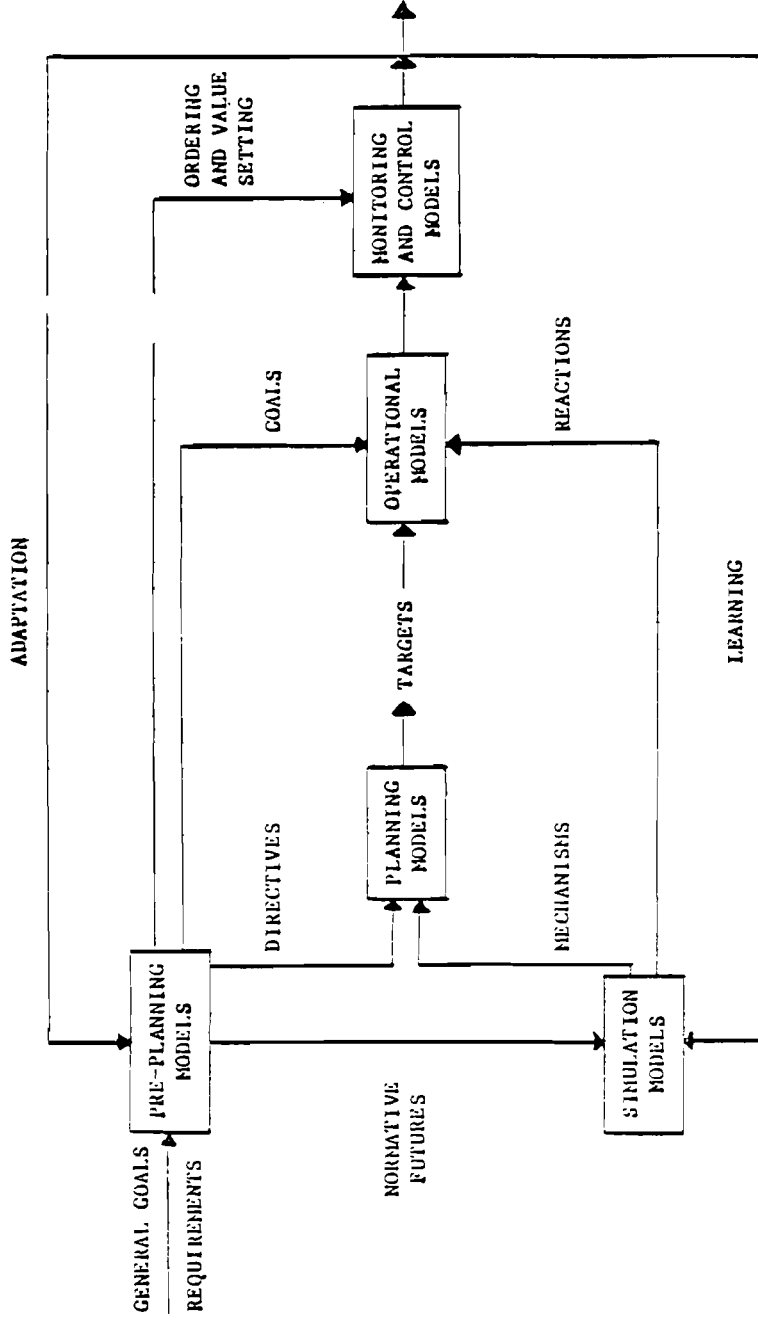 ADAPTATION
ORDERING
AND VALUE
SETTING
GENERAL GOALS
REQUIREMENTS
PRE-PLANNING
MODELS
DIRECTIVES
GOALS
NORMATIVE
FUTURES
PLANNING
MODELS
TARGETS
OPERATIONAL
MODELS
MONITORING
AND CONTROL
MODELS
MECHANISMS
REACTIONS
SIMULATION
MODELS
LEARNING